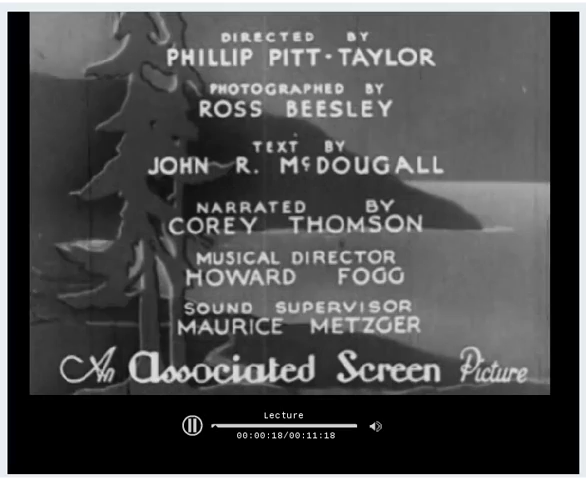 DIRECTED BY
PHILLIP PITT-TAYLOR
PHOTOGRAPHED BY
ROSS BEESLEY
TEXT BY
JOHN R. McDOUGALL
NARRATED BY
COREY THOMSON
MUSICAL DIRECTOR
HOWARD FOGG
SOUND SUPERVISOR
MAURICE METZGER
An Associated Screen Picture
Lecture
00:00:18/00:11:18